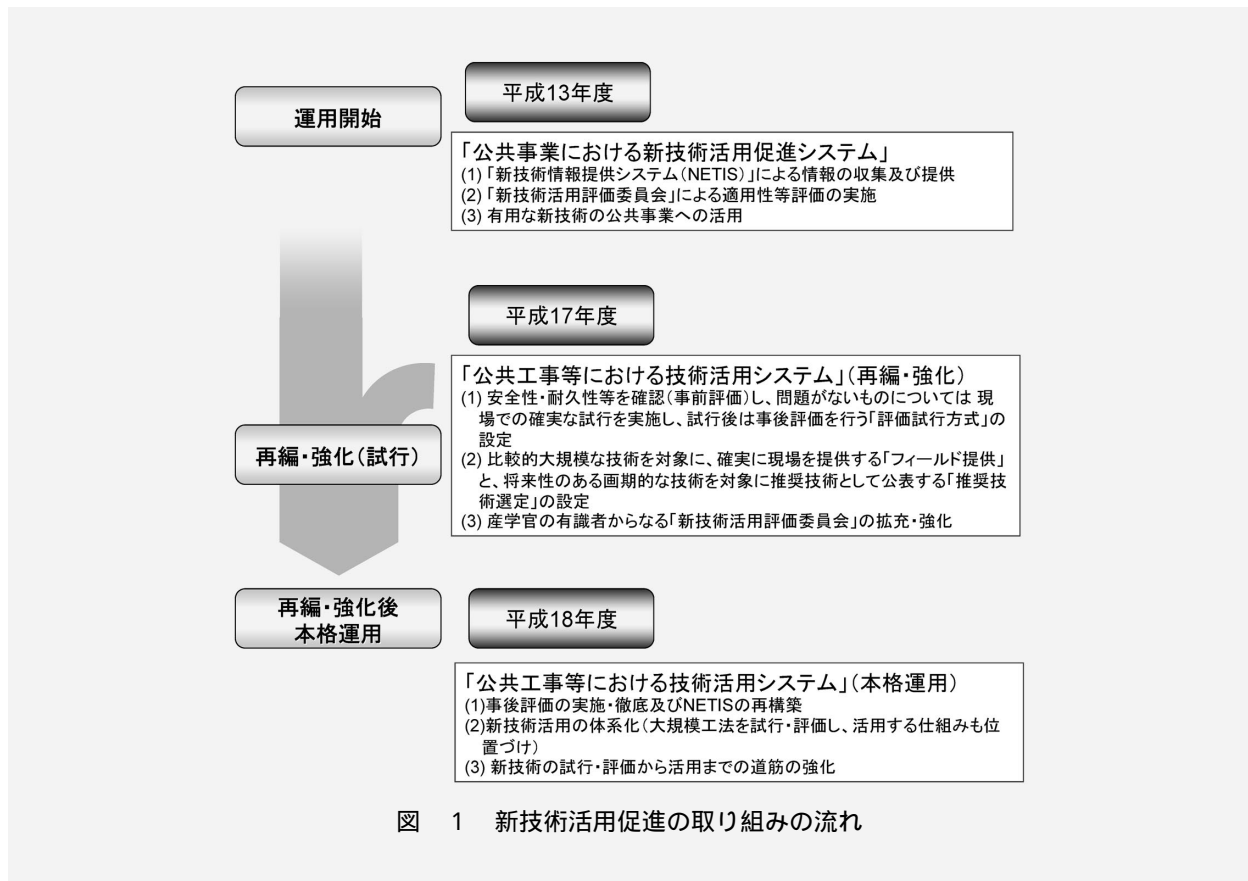 運用開始
平成13年度
「公共事業における新技術活用促進システム」
(1) 「新技術情報提供システム(NETIS)」による情報の収集及び提供
(2) 「新技術活用評価委員会」による適用性等評価の実施
(3) 有用な新技術の公共事業への活用
平成17年度
再編・強化(試行)
「公共工事等における技術活用システム」(再編・強化)
(1) 安全性・耐久性等を確認(事前評価)し、問題がないものについては 現
場での確実な試行を実施し、試行後は事後評価を行う「評価試行方式」の
設定
(2) 比較的大規模な技術を対象に、確実に現場を提供する「フィールド提供」
と、将来性のある画期的な技術を対象に推奨技術として公表する「推奨技
術選定」の設定
(3) 産学官の有識者からなる「新技術活用評価委員会」の拡充・強化
再編・強化後
本格運用
平成18年度
「公共工事等における技術活用システム」(本格運用)
(1)事後評価の実施・徹底及びNETISの再構築
(2)新技術活用の体系化(大規模工法を試行・評価し、活用する仕組みも位
置づけ)
(3) 新技術の試行・評価から活用までの道筋の強化
図 1 新技術活用促進の取り組みの流れ